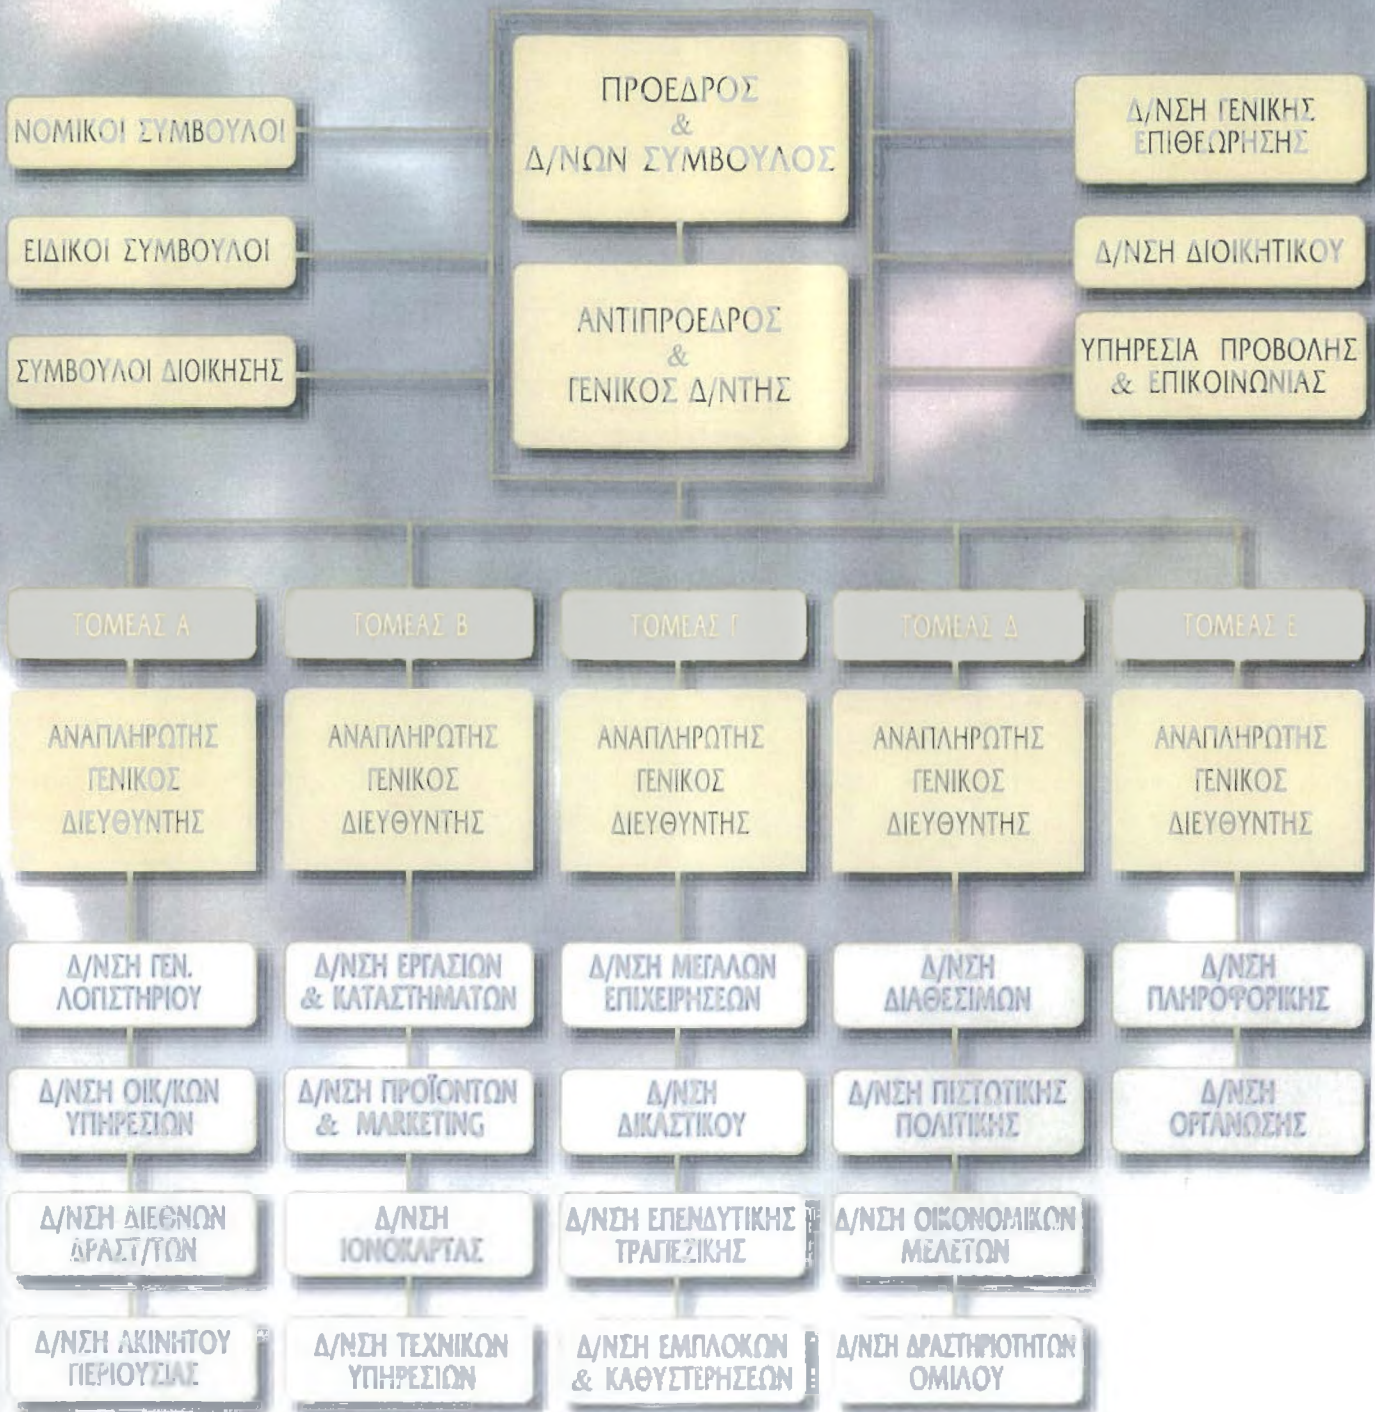 ΠΡΟΕΔΡΟΣ
&
Δ/ΝΩΝ ΣΥΜΒΟΥΛΟΣ
ΑΝΤΙΠΡΟΕΔΡΟΣ
&
ΓΕΝΙΚΟΣ Δ/ΝΤΗΣ
ΝΟΜΙΚΟΙ ΣΥΜΒΟΥΛΟΙ
ΕΙΔΙΚΟΙ ΣΥΜΒΟΥΛΟΙ
ΣΥΜΒΟΥΛΟΙ ΔΙΟΙΚΗΣΗΣ
Δ/ΝΣΗ ΓΕΝΙΚΗΣ
ΕΠΙΘΕΩΡΗΣΗΣ
Δ/ΝΣΗ ΔΙΟΙΚΗΤΙΚΟΥ
ΥΠΗΡΕΣΙΑ ΠΡΟΒΟΛΗΣ
& ΕΠΙΚΟΙΝΩΝΙΑΣ
ΤΟΜΕΑΣ Α
ΑΝΑΠΛΗΡΩΤΗΣ
ΓΕΝΙΚΟΣ
ΔΙΕΥΘΥΝΤΗΣ
Δ/ΝΣΗ ΓΕΝ.
ΛΟΓΙΣΤΗΡΙΟΥ
Δ/ΝΣΗ ΟΙΚ/ΚΩΝ
ΥΠΗΡΕΣΙΩΝ
Δ/ΝΣΗ ΔΙΕΘΝΩΝ
ΔΡΑΣΤ/ΤΩΝ
Δ/ΝΣΗ ΑΚΙΝΗΤΟΥ
ΠΕΡΙΟΥΣΙΑΣ
ΤΟΜΕΑΣ Β
ΑΝΑΠΛΗΡΩΤΗΣ
ΓΕΝΙΚΟΣ
ΔΙΕΥΘΥΝΤΗΣ
Δ/ΝΣΗ ΕΡΓΑΣΙΩΝ
& ΚΑΤΑΣΤΗΜΑΤΩΝ
Δ/ΝΣΗ ΠΡΟΪΟΝΤΩΝ
& MARKETING
Δ/ΝΣΗ
ΙΟΝΟΚΑΡΤΑΣ
Δ/ΝΣΗ ΤΕΧΝΙΚΩΝ
ΥΠΗΡΕΣΙΩΝ
ΤΟΜΕΑΣ Γ
ΑΝΑΠΛΗΡΩΤΗΣ
ΓΕΝΙΚΟΣ
ΔΙΕΥΘΥΝΤΗΣ
Δ/ΝΣΗ ΜΕΓΑΛΩΝ
ΕΠΙΧΕΙΡΗΣΕΩΝ
Δ/ΝΣΗ
ΔΙΚΑΣΤΙΚΟΥ
Δ/ΝΣΗ ΕΠΕΝΔΥΤΙΚΗΣ
ΤΡΑΠΕΖΙΚΗΣ
Δ/ΝΣΗ ΕΜΠΛΟΚΩΝ
& ΚΑΘΥΣΤΕΡΗΣΕΩΝ
ΤΟΜΕΑΣ Δ
ΑΝΑΠΛΗΡΩΤΗΣ
ΓΕΝΙΚΟΣ
ΔΙΕΥΘΥΝΤΗΣ
Δ/ΝΣΗ
ΔΙΑΘΕΣΙΜΩΝ
Δ/ΝΣΗ ΠΙΣΤΩΤΙΚΗΣ
ΠΟΛΙΤΙΚΗΣ
Δ/ΝΣΗ ΟΙΚΟΝΟΜΙΚΩΝ
ΜΕΛΕΤΩΝ
Δ/ΝΣΗ ΔΡΑΣΤΗΡΙΟΤΗΤΩΝ
ΟΜΙΛΟΥ
ΤΟΜΕΑΣ Ε
ΑΝΑΠΛΗΡΩΤΗΣ
ΓΕΝΙΚΟΣ
ΔΙΕΥΘΥΝΤΗΣ
Δ/ΝΣΗ
ΠΛΗΡΟΦΟΡΙΚΗΣ
Δ/ΝΣΗ
ΟΡΓΑΝΩΣΗΣ